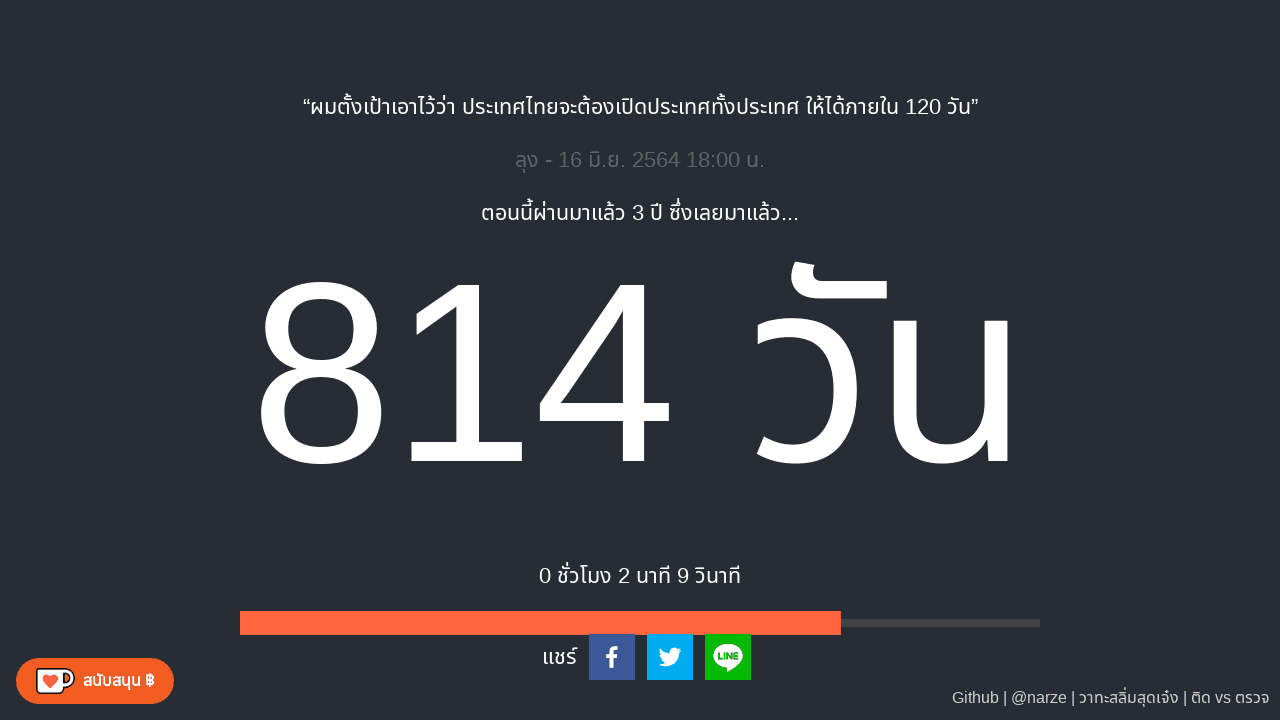 “ผมตั้งเป้าเอาไว้ว่า ประเทศไทยจะต้องเปิดประเทศทั้งประเทศ ให้ได้ภายใน 120 วัน”
ลุง - 16 มิ.ย. 2564 18:00 น.
ตอนนี้ผ่านมาแล้ว 3 ปี ซึ่งเลยมาแล้ว...
814 วัน
0 ชั่วโมง 2 นาที 9 วินาที
แชร์
LINE
สนับสนุน ฿
Github | @narze | วาทะสลิ่มสุดเจ๋ง | ติด vs ตรวจ